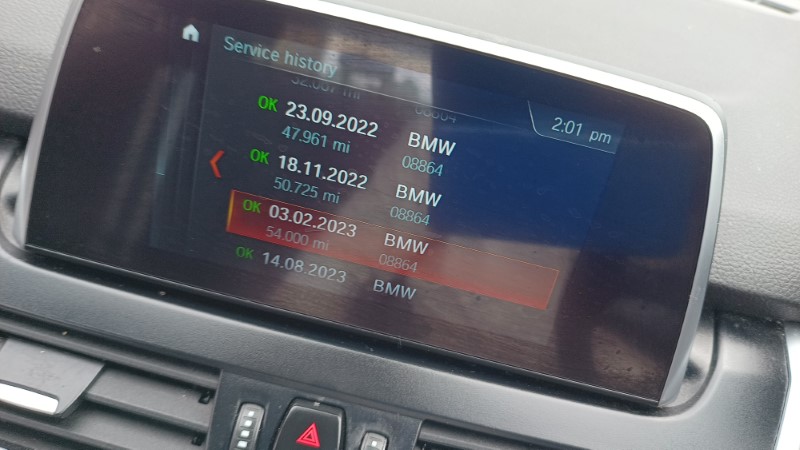 Service history
2:01 pm
OK 23.09.2022 BMW
47.961 mi 08864
OK 18.11.2022 BMW
50.725 mi 08864
OK 03.02.2023 BMW
54.000 mi 08864
OK 14.08.2023 BMW